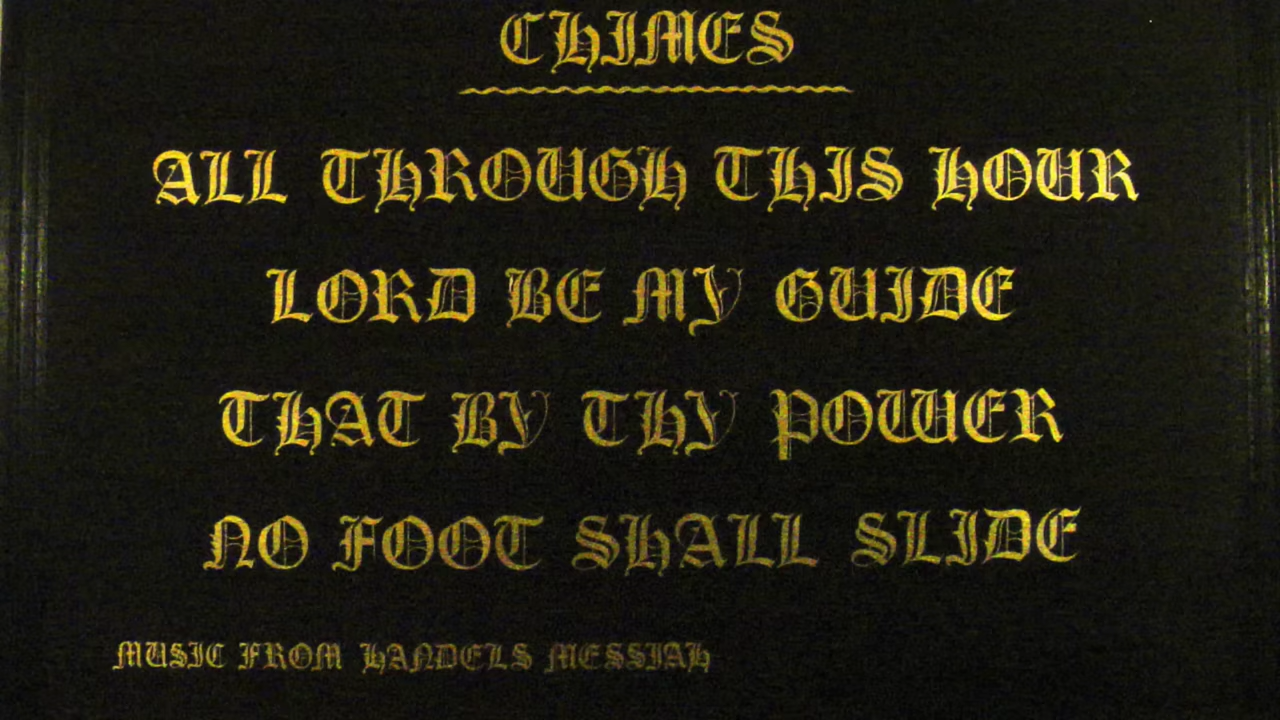 CHIMES
ALL THROUGH THIS HOUR
LORD BE MY GUIDE
THAT BY THY POWER
NO FOOT SHALL SLIDE
MUSIC FROM HANDELS MESSIAH